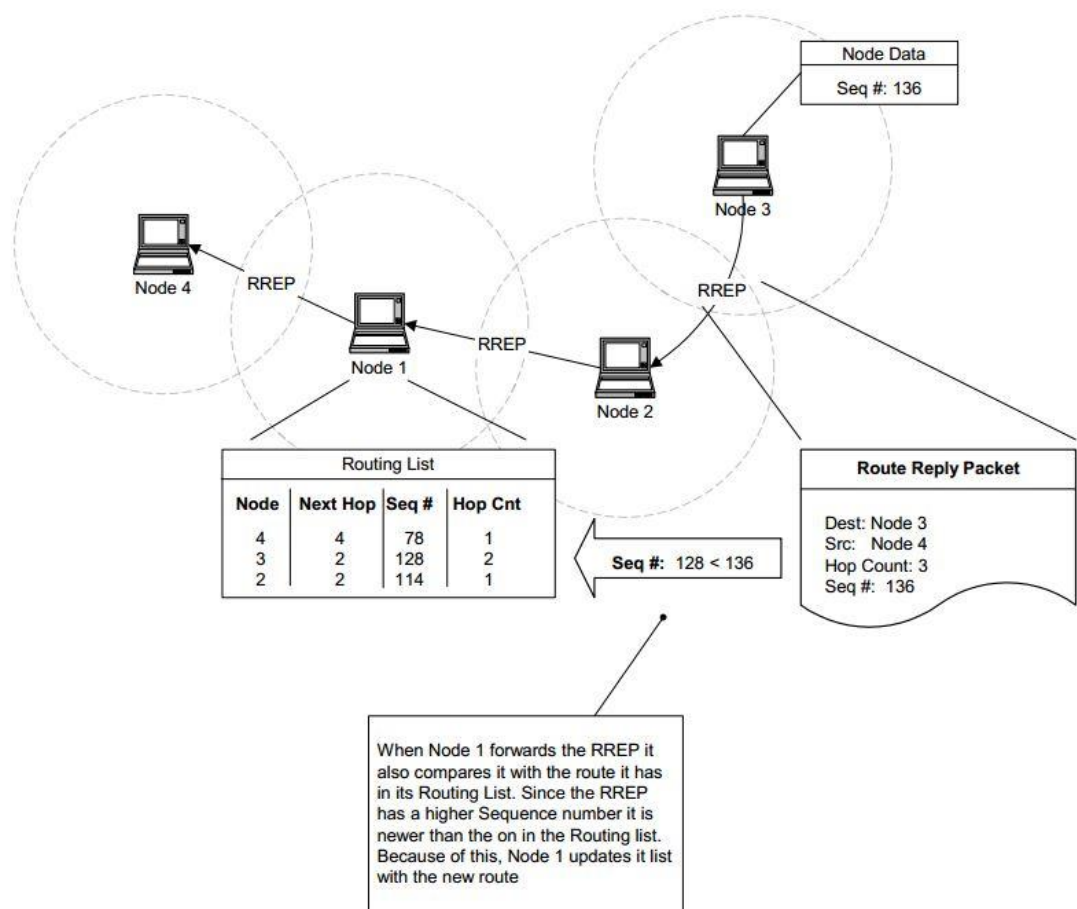 Node Data
Seq #: 136
Node 3
Node 4
RREP
RREP
Node 1
RREP
Node 2
Routing List
Node Next Hop Seq # Hop Cnt
4 4 78 1
3 2 128 2
2 2 114 1
Seq #: 128 < 136
Route Reply Packet
Dest: Node 3
Src: Node 4
Hop Count: 3
Seq #: 136
When Node 1 forwards the RREP it
also compares it with the route it has
in its Routing List. Since the RREP
has a higher Sequence number it is
newer than the on in the Routing list.
Because of this, Node 1 updates it list
with the new route